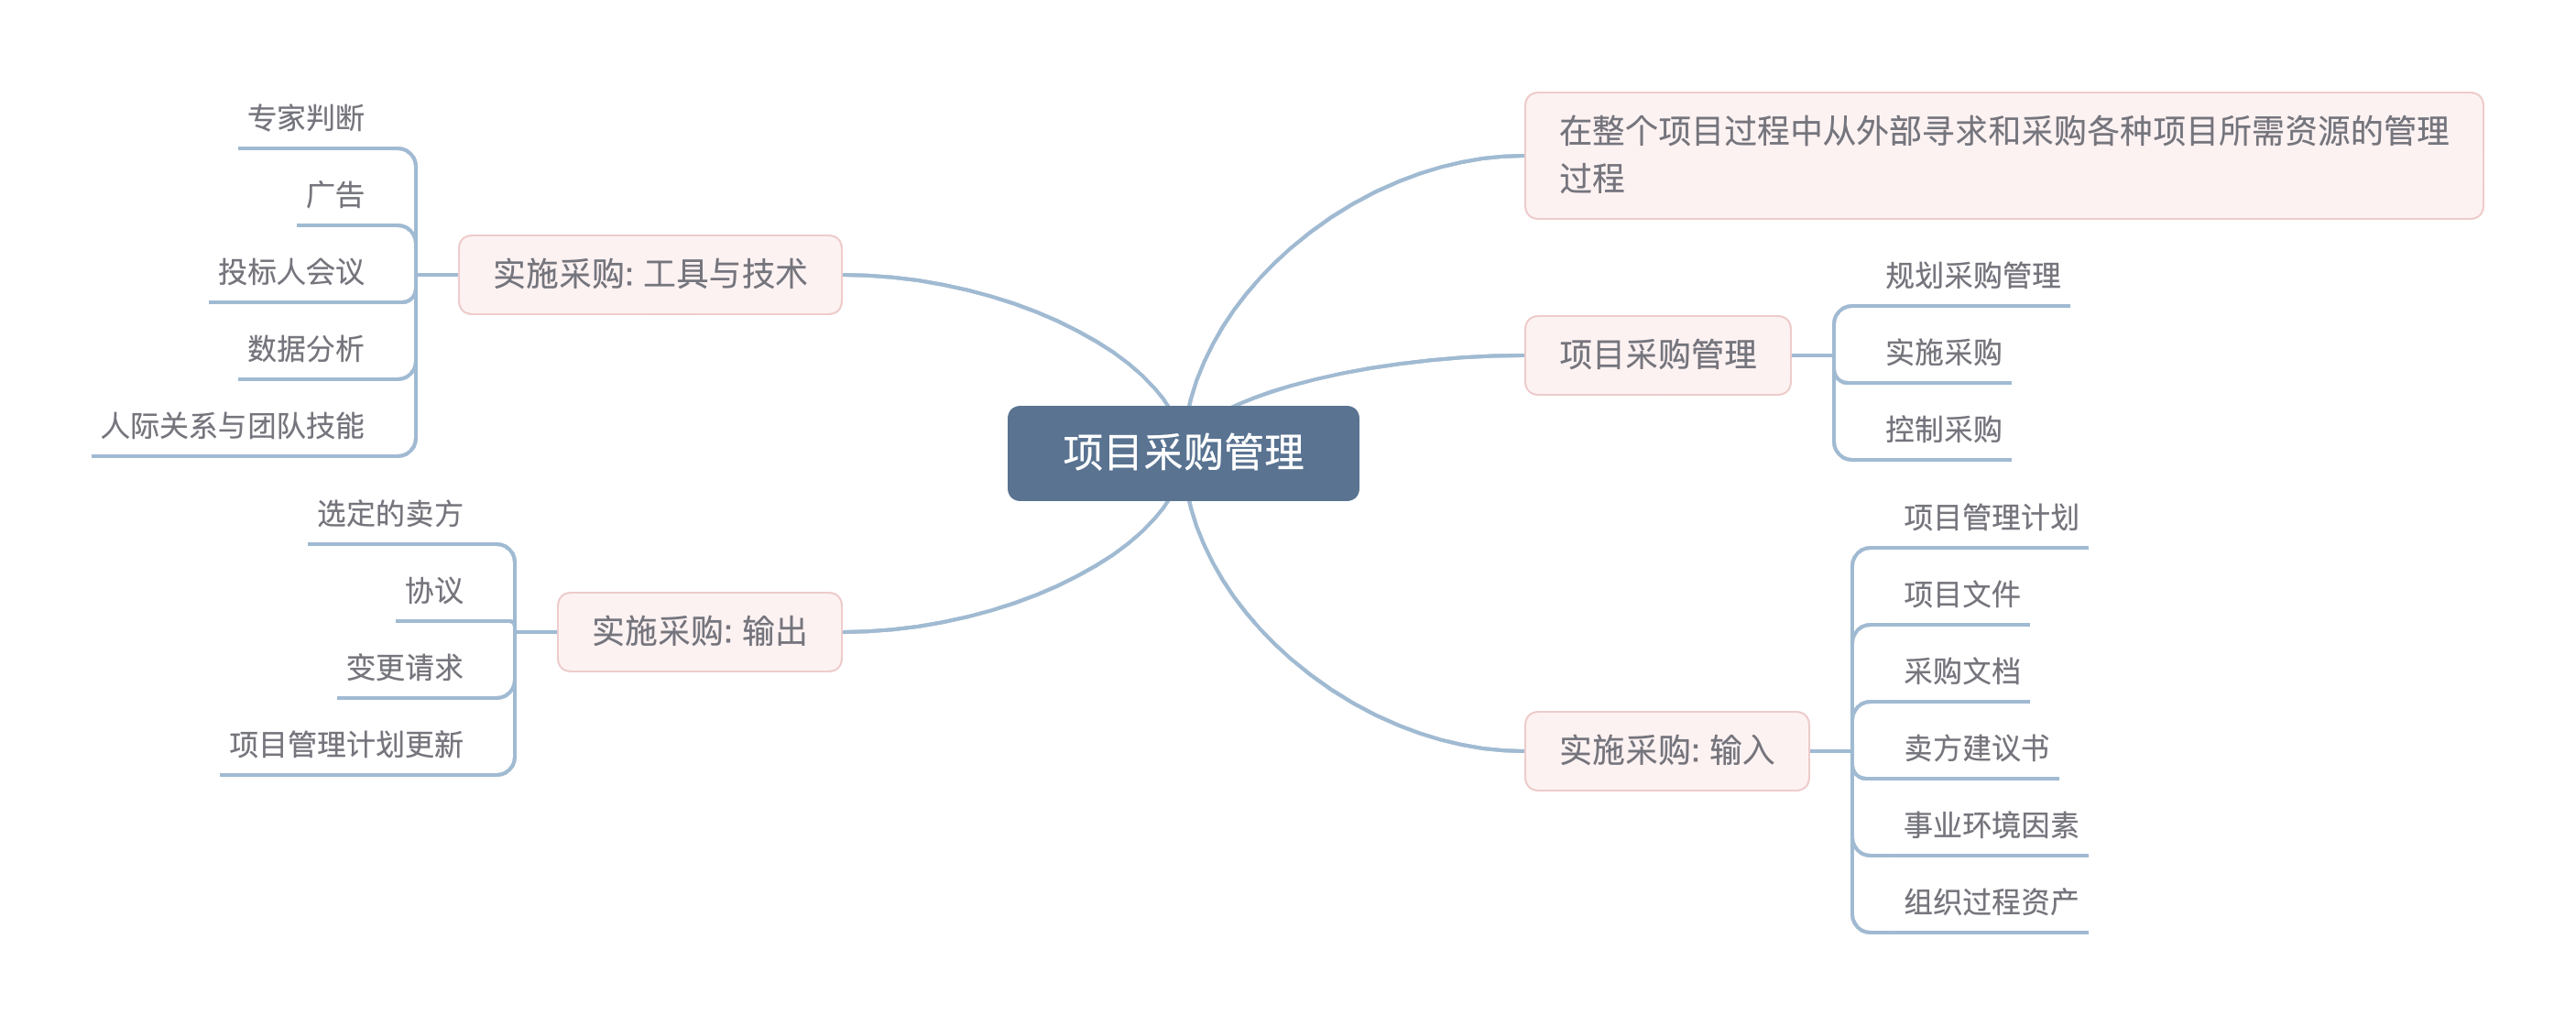 项目采购管理
在整个项目过程中从外部寻求和采购各种项目所需资源的管理
过程
项目采购管理
规划采购管理
实施采购
控制采购
实施采购: 输入
项目管理计划
项目文件
采购文档
卖方建议书
事业环境因素
组织过程资产
实施采购: 工具与技术
专家判断
广告
投标人会议
数据分析
人际关系与团队技能
实施采购: 输出
选定的卖方
协议
变更请求
项目管理计划更新